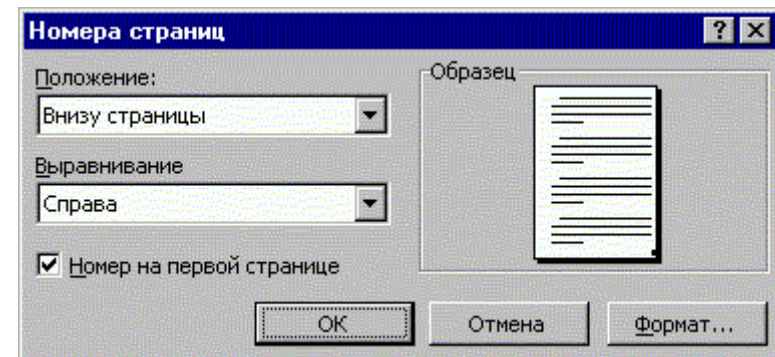 Номера страниц
Положение:
Внизу страницы
Выравнивание
Справа
Номер на первой странице
Образец
ОК
Отмена
Формат...